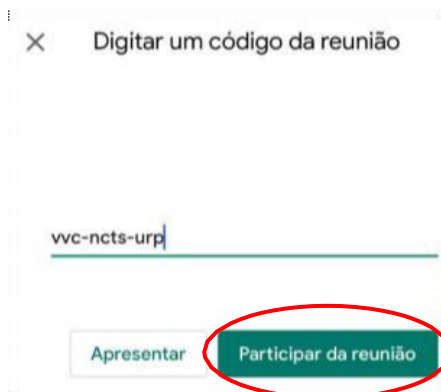 Digitar um código da reunião
vvc-ncts-urp
Apresentar
Participar da reunião